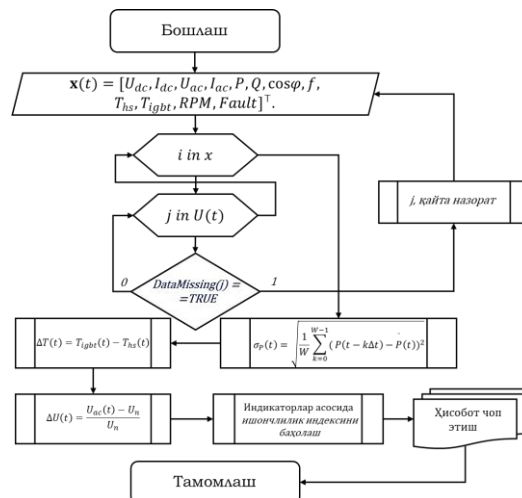 Бошлаш
𝐱(t) = [U_dc, I_dc, U_ac, I_ac, P, Q, cosφ, f,
T_hs, T_igbt, RPM, Fault]^⊤.
i in x
j in U(t)
j, қайта назорат
0
DataMissing(j) =
=TRUE
1
ΔT(t) = T_igbt(t) − T_hs(t)
σ_P(t) = √(1/W ∑_{k=0}^{W−1} (P(t − kΔt) − P̄(t))²)
ΔU(t) = (U_ac(t) − U_n)/U_n
Индикаторлар асосида
ишончлилик индексини
баҳолаш
Ҳисобот чоп
этиш
Тамомлаш